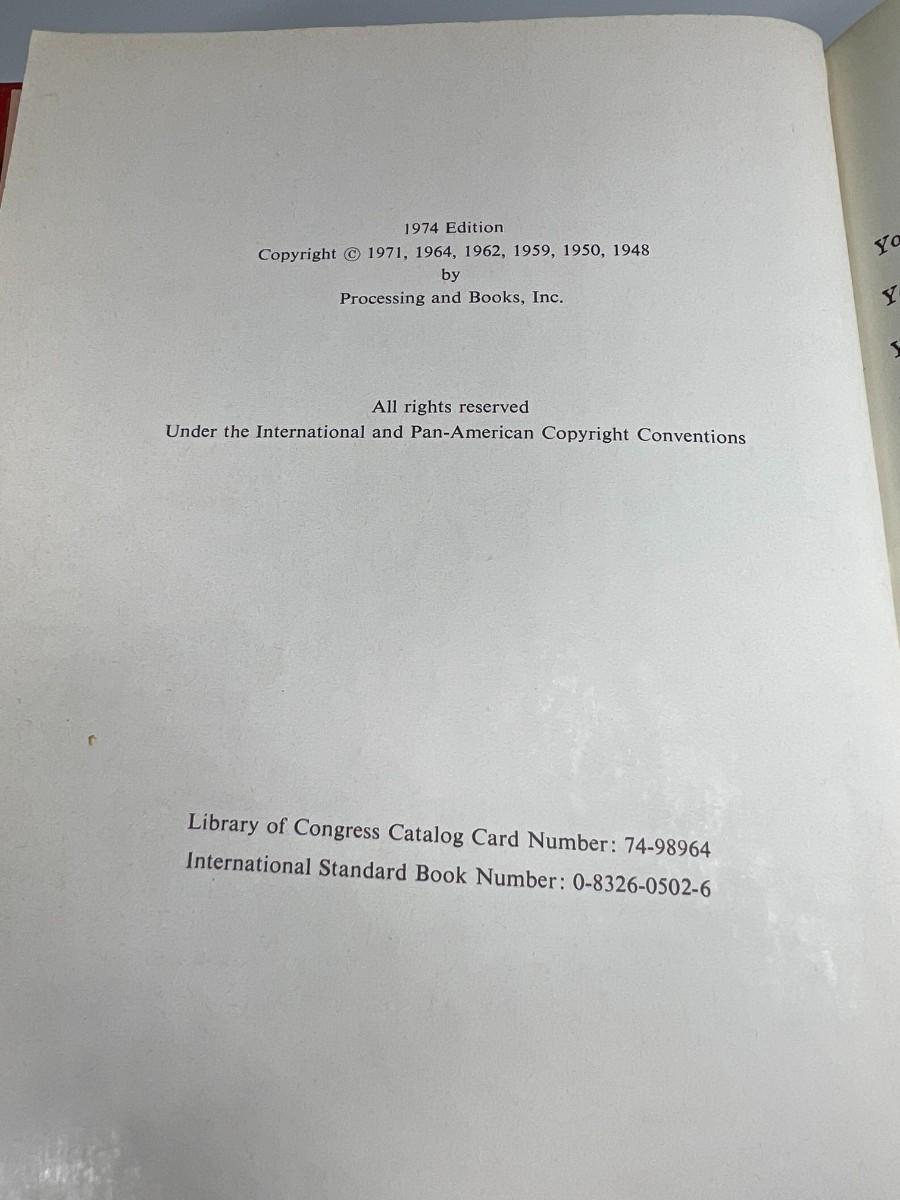 1974 Edition
Copyright © 1971, 1964, 1962, 1959, 1950, 1948
by
Processing and Books, Inc.
All rights reserved
Under the International and Pan-American Copyright Conventions
Library of Congress Catalog Card Number: 74-98964
International Standard Book Number: 0-8326-0502-6